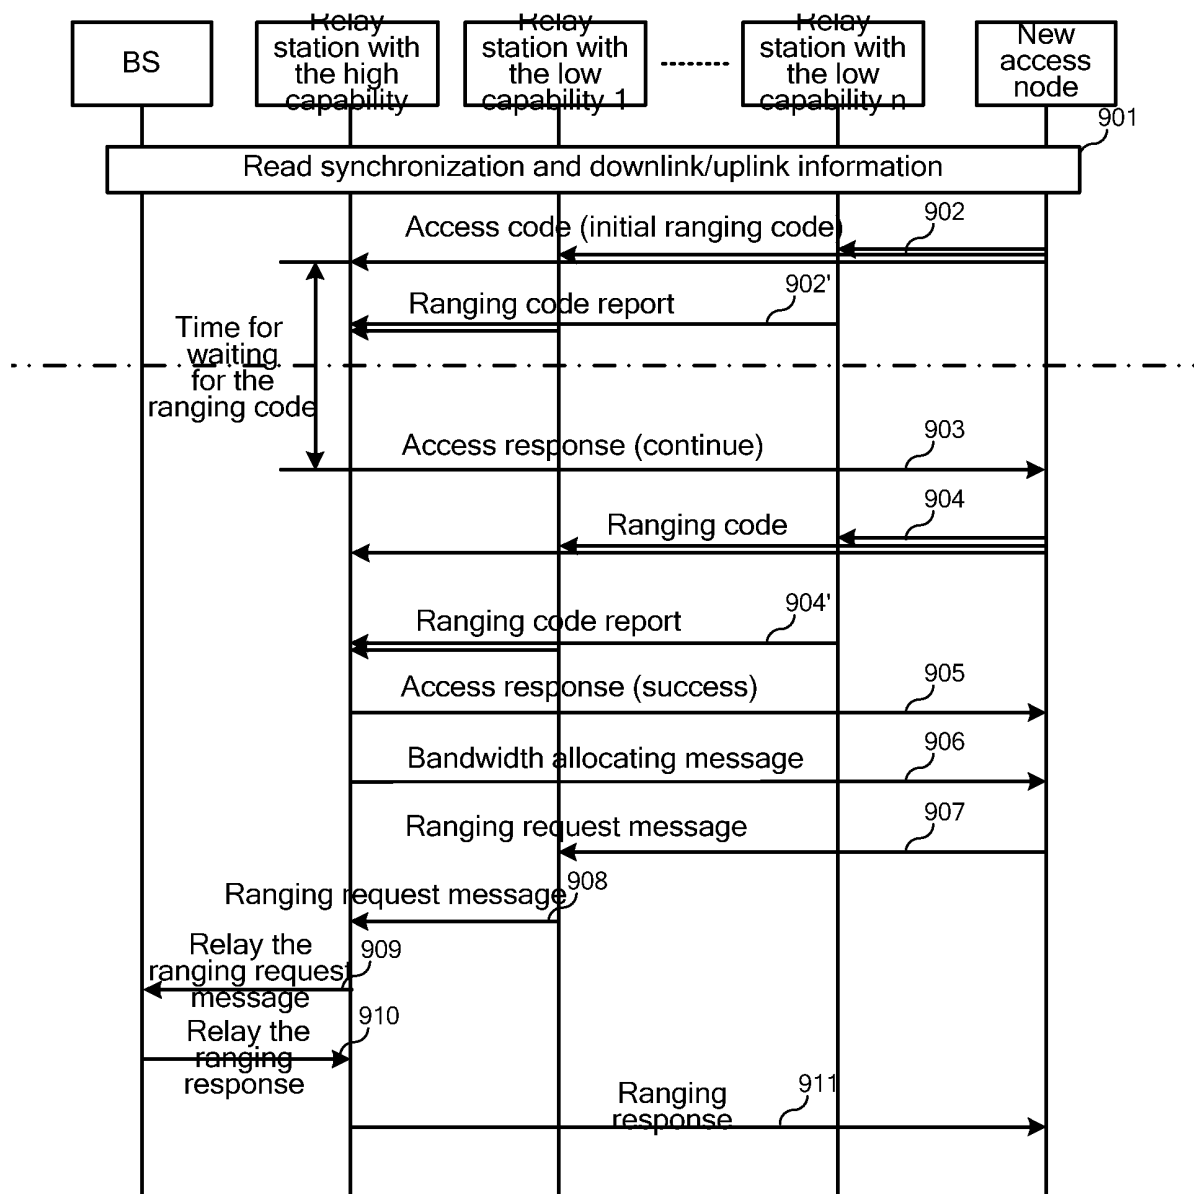 BS
Relay
station with
the high
capability
Relay
station with
the low
capability 1
Relay
station with
the low
capability n
New
access
node
901
Read synchronization and downlink/uplink information
902
Access code (initial ranging code)
902'
Ranging code report
Time for
waiting
for the
ranging code
903
Access response (continue)
904
Ranging code
904'
Ranging code report
905
Access response (success)
906
Bandwidth allocating message
907
Ranging request message
908
Ranging request message
909
Relay the
ranging request
message
910
Relay the
ranging
response
911
Ranging
response